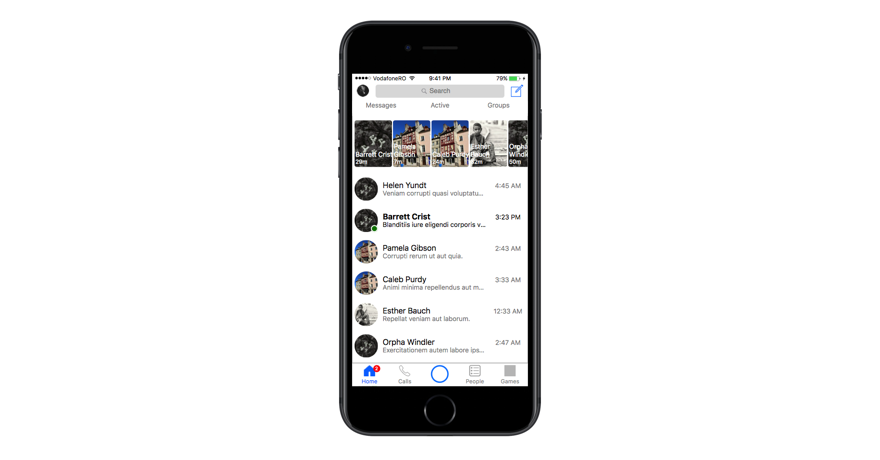 VodafoneRO 9:41 PM 79%
Search
Messages Active Groups
Barrett Crist
29m
Pamela Gibson
7m
Caleb Purdy
34m
Esther Bauch
Orpha Windler
50m
Helen Yundt 4:45 AM
Veniam corrupti quasi voluptatu...
Barrett Crist 3:23 PM
Blanditiis iure eligendi corporis v...
Pamela Gibson 2:43 AM
Corrupti rerum ut aut quia.
Caleb Purdy 3:33 AM
Animi minima repellendus aut m...
Esther Bauch 12:33 AM
Repellat veniam aut laborum.
Orpha Windler 2:47 AM
Exercitationem autem labore ips...
2
Home Calls People Games